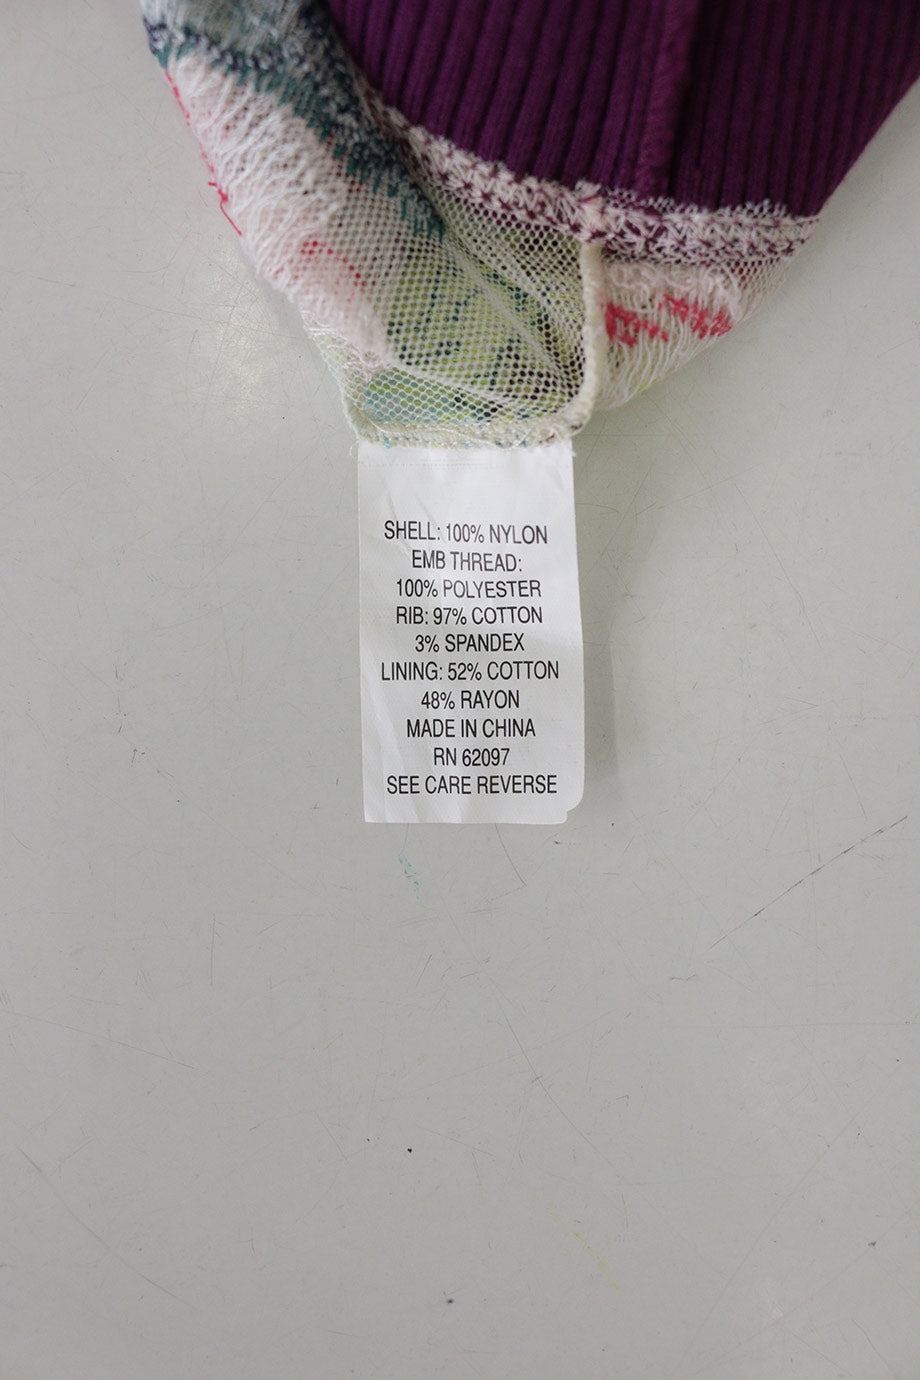 SHELL: 100% NYLON
EMB THREAD:
100% POLYESTER
RIB: 97% COTTON
3% SPANDEX
LINING: 52% COTTON
48% RAYON
MADE IN CHINA
RN 62097
SEE CARE REVERSE